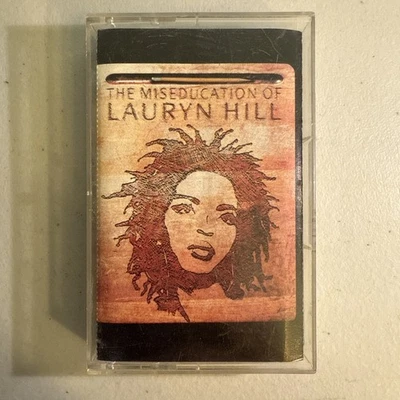 THE MISEDUCATION OF
LAURYN HILL